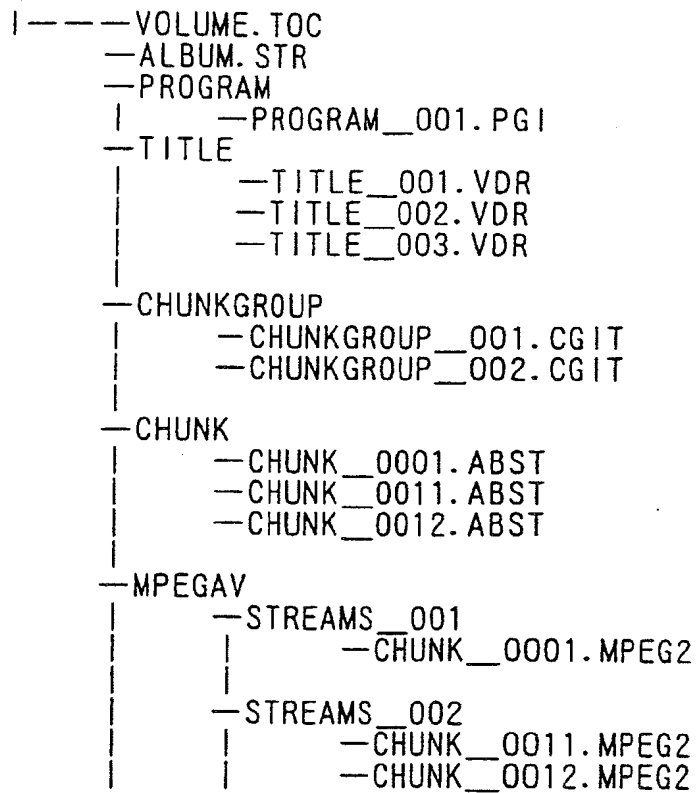 VOLUME.TOC
ALBUM.STR
PROGRAM
PROGRAM__001.PGI
TITLE
TITLE__001.VDR
TITLE__002.VDR
TITLE__003.VDR
CHUNKGROUP
CHUNKGROUP__001.CGIT
CHUNKGROUP__002.CGIT
CHUNK
CHUNK__0001.ABST
CHUNK__0011.ABST
CHUNK__0012.ABST
MPEGAV
STREAMS__001
CHUNK__0001.MPEG2
STREAMS__002
CHUNK__0011.MPEG2
CHUNK__0012.MPEG2